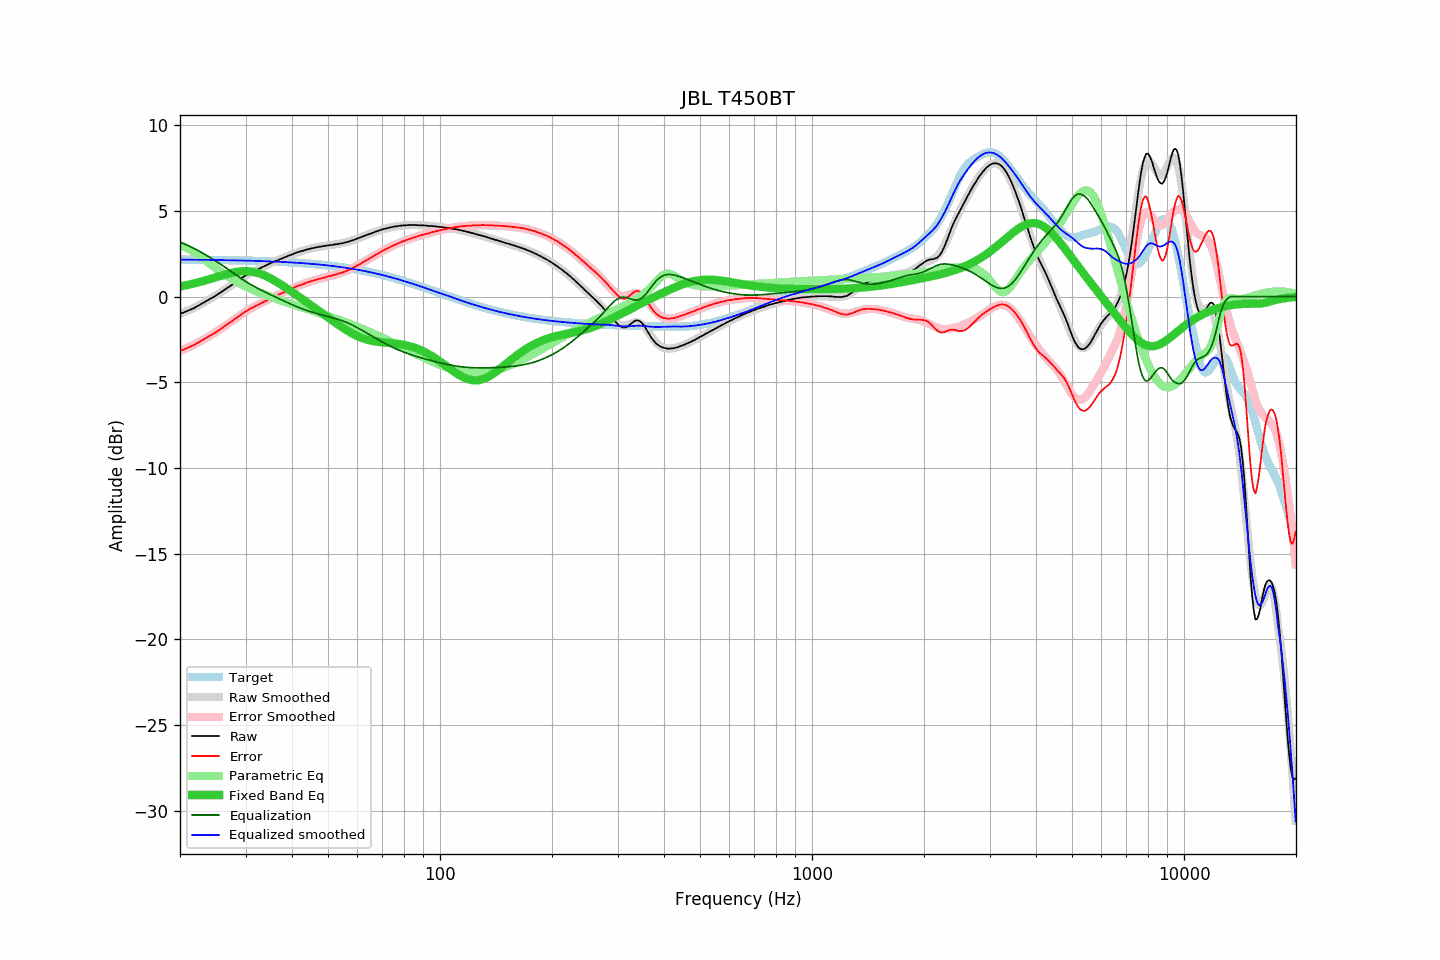 JBL T450BT
10
5
0
−5
−10
−15
−20
−25
−30
Amplitude (dBr)
Target
Raw Smoothed
Error Smoothed
Raw
Error
Parametric Eq
Fixed Band Eq
Equalization
Equalized smoothed
100 1000 10000
Frequency (Hz)